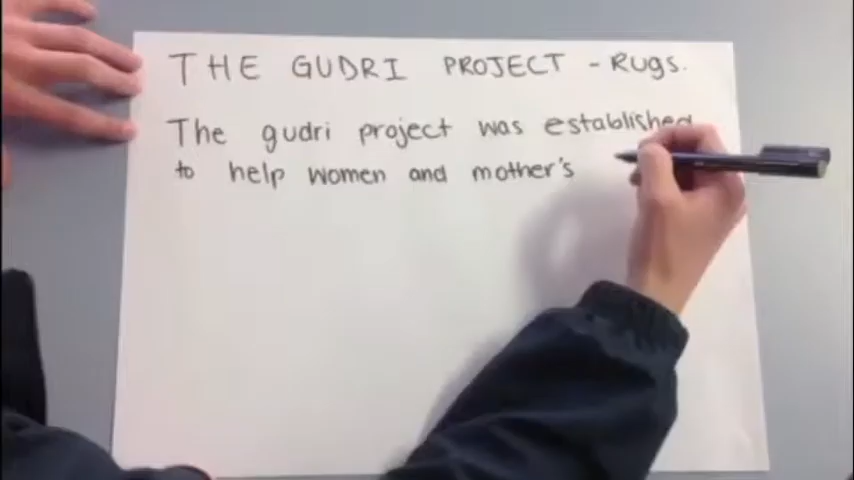 THE GUDRI PROJECT - Rugs.
The gudri project was established
to help women and mother's